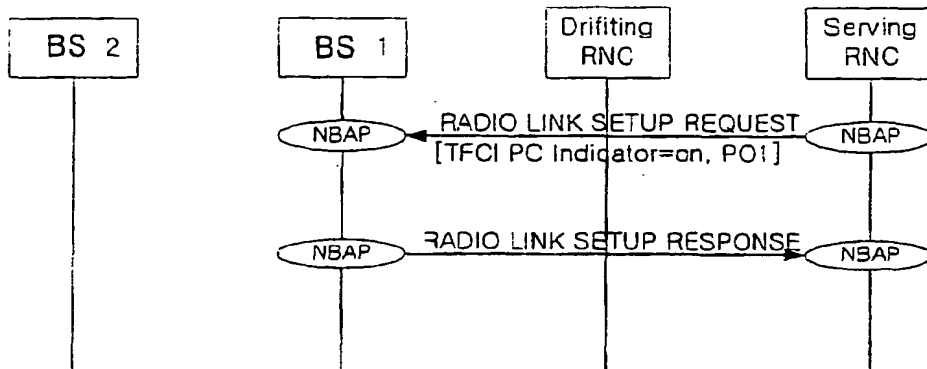 BS 2
BS 1
Drifiting
RNC
Serving
RNC
NBAP
RADIO LINK SETUP REQUEST
NBAP
[TFCI PC Indicator=on, PO1]
NBAP
RADIO LINK SETUP RESPONSE
NBAP